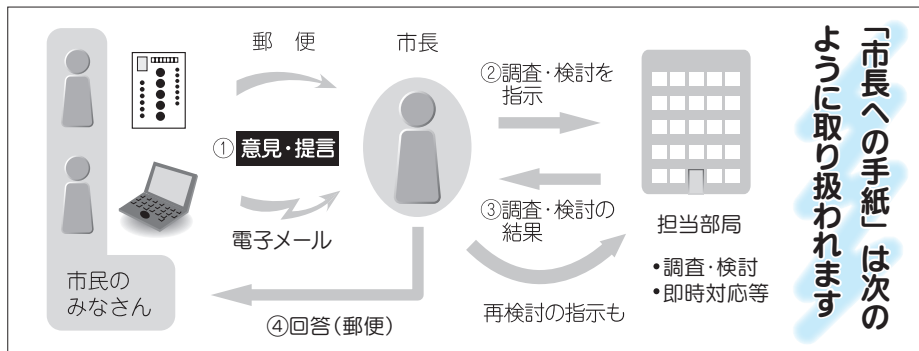 「市長への手紙」は次の
ように取り扱われます
郵 便
①意見・提言
電子メール
市民の
みなさん
市長
②調査・検討を
指示
③調査・検討の
結果
担当部局
•調査・検討
•即時対応等
再検討の指示も
④回答(郵便)